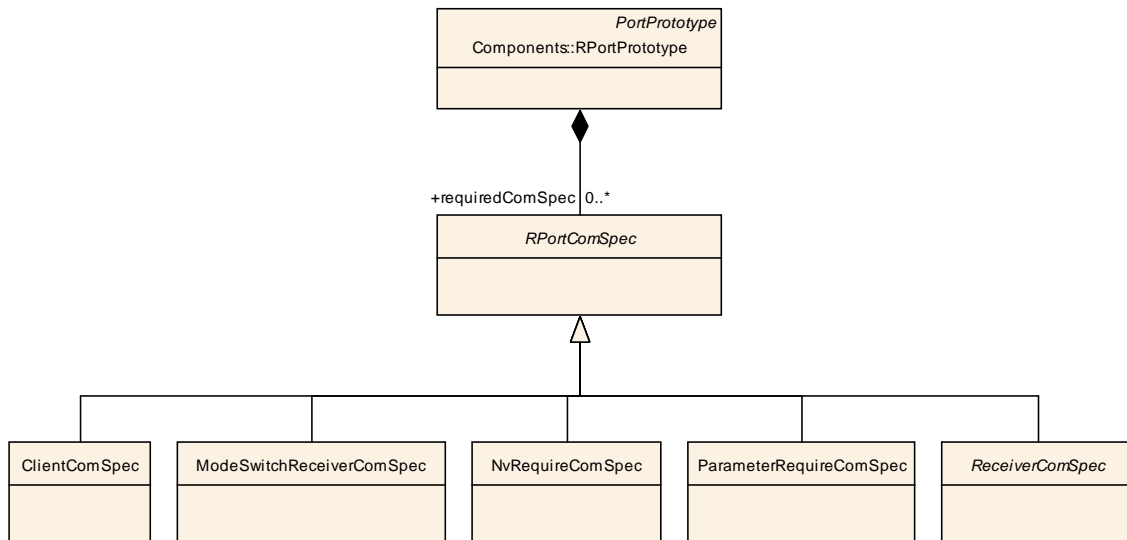 PortPrototype
Components::RPortPrototype
+requiredComSpec 0..*
RPortComSpec
ClientComSpec
ModeSwitchReceiverComSpec
NvRequireComSpec
ParameterRequireComSpec
ReceiverComSpec